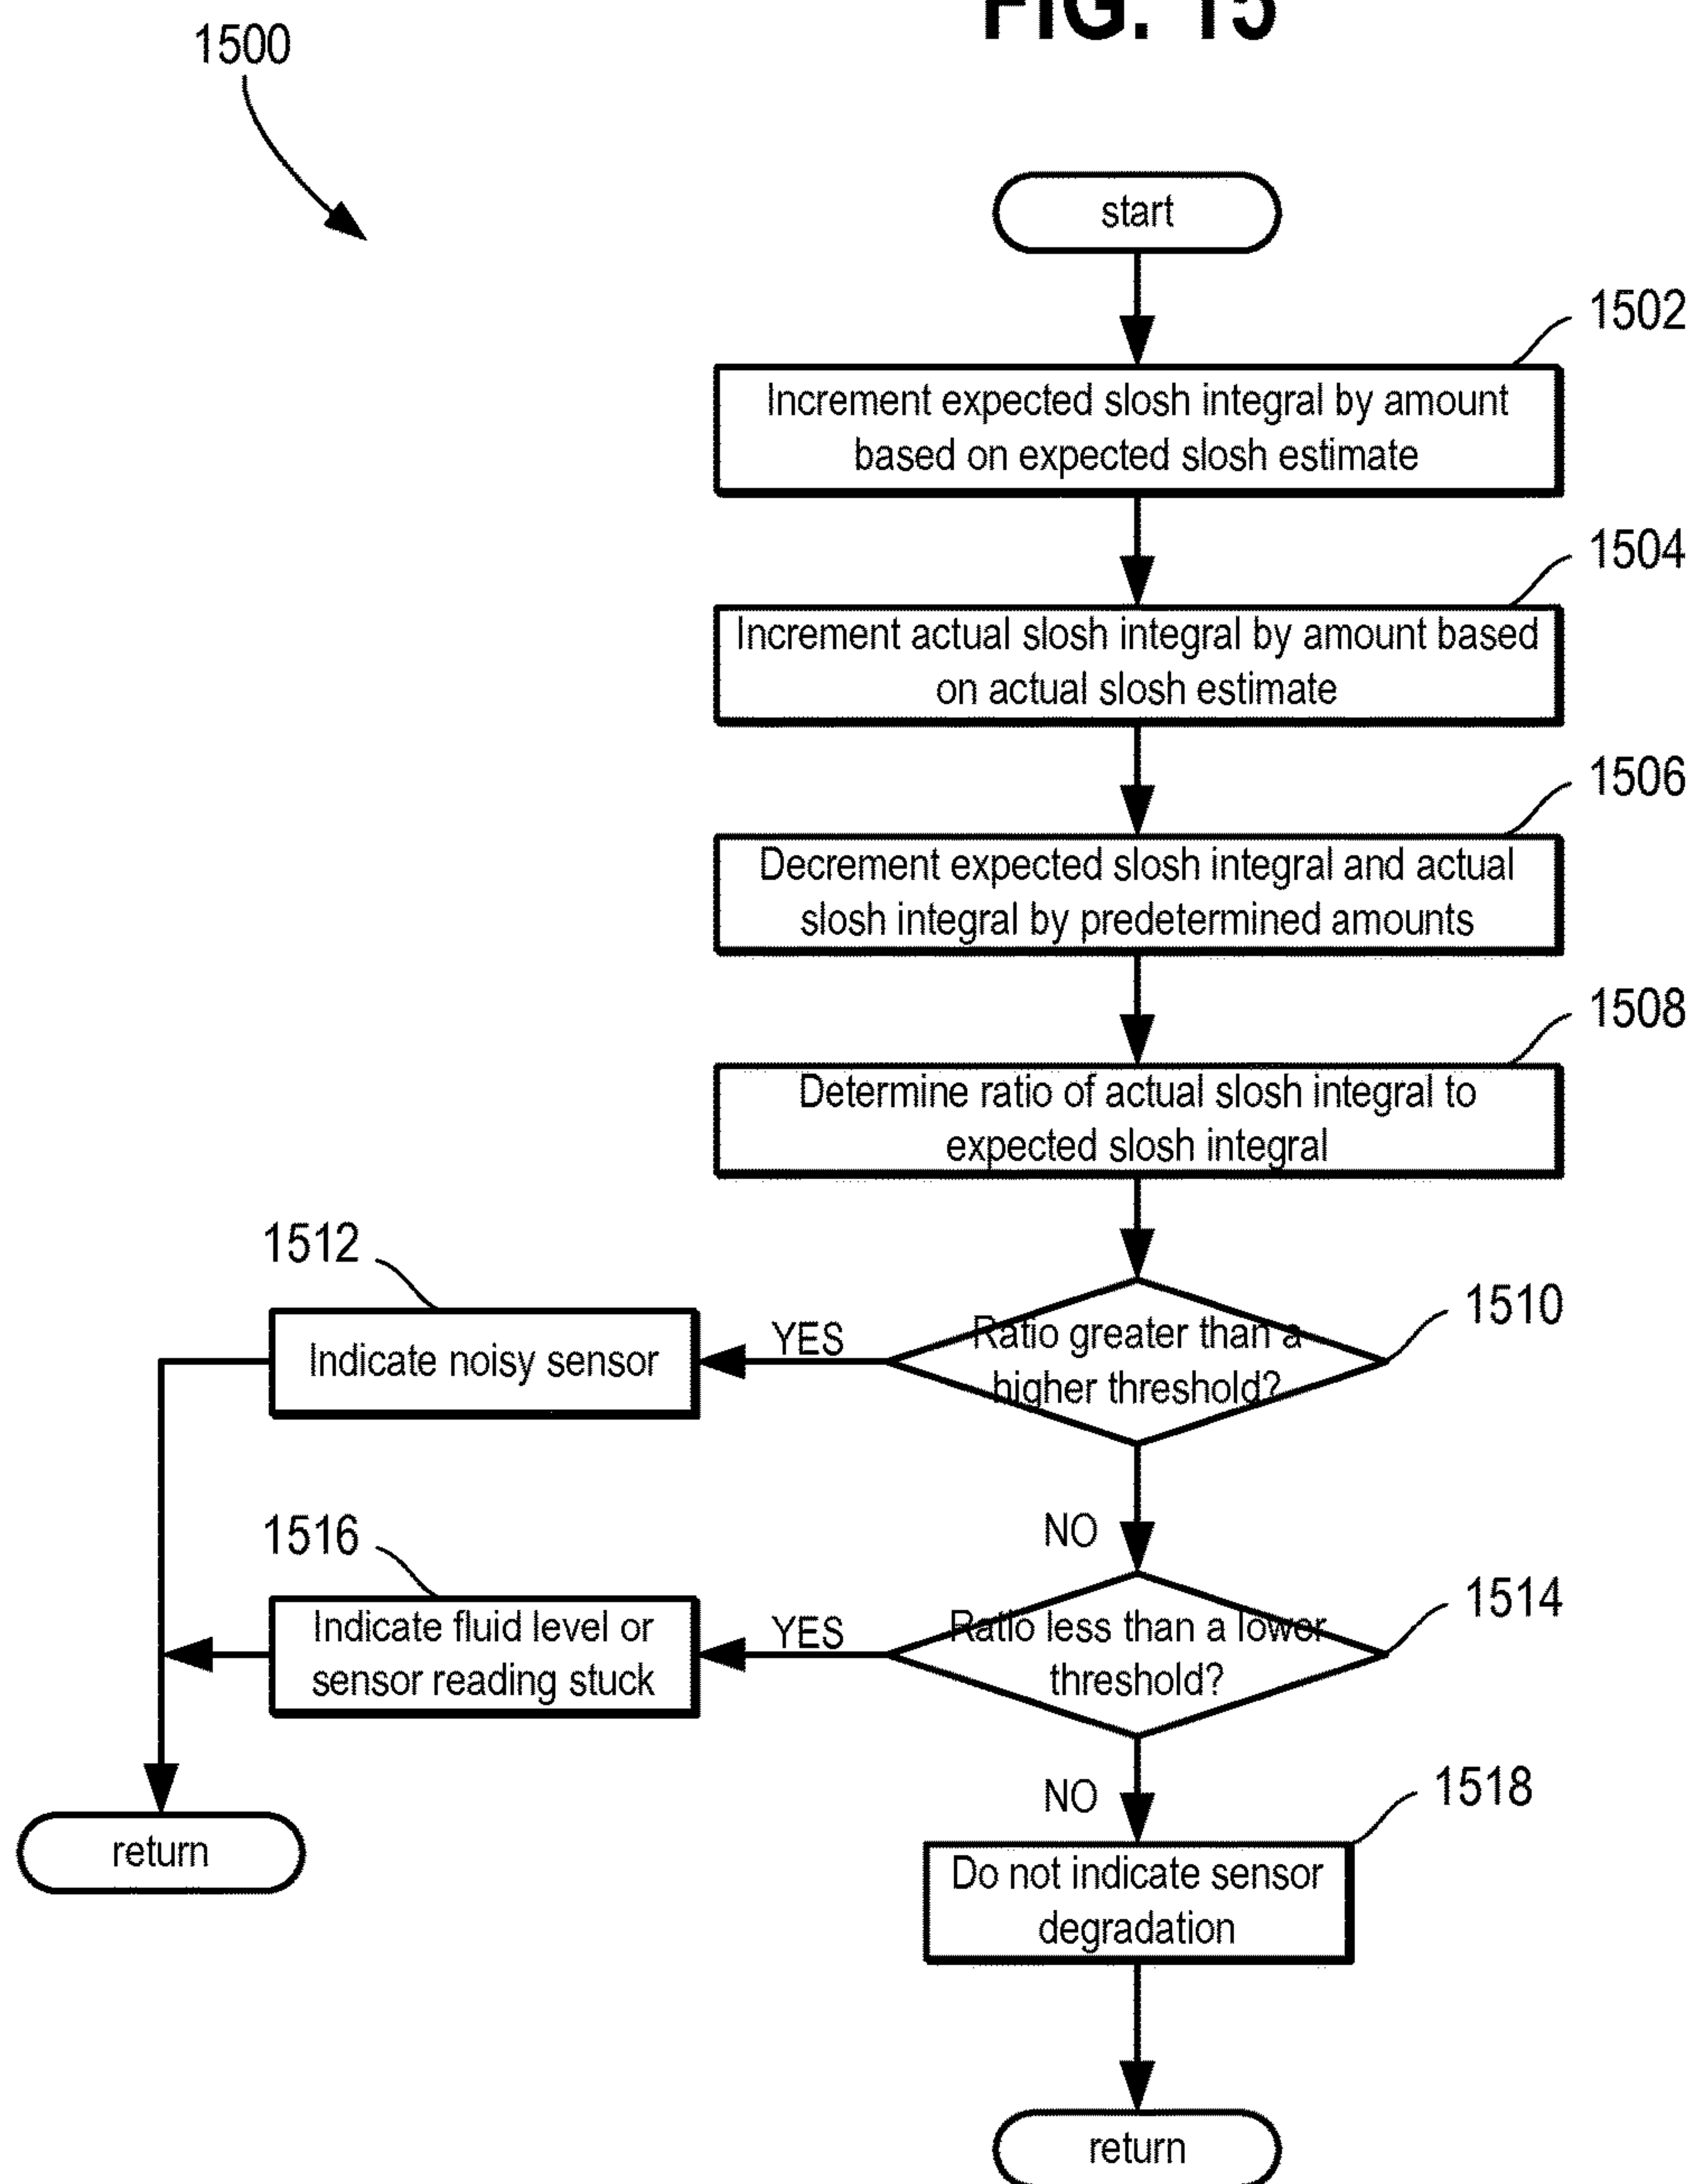 FIG. 15
1500
start
1502
Increment expected slosh integral by amount
based on expected slosh estimate
1504
Increment actual slosh integral by amount based
on actual slosh estimate
1506
Decrement expected slosh integral and actual
slosh integral by predetermined amounts
1508
Determine ratio of actual slosh integral to
expected slosh integral
1512
1510
Indicate noisy sensor
YES
Ratio greater than a
higher threshold?
NO
1516
1514
Indicate fluid level or
sensor reading stuck
YES
Ratio less than a lower
threshold?
NO
1518
return
Do not indicate sensor
degradation
return